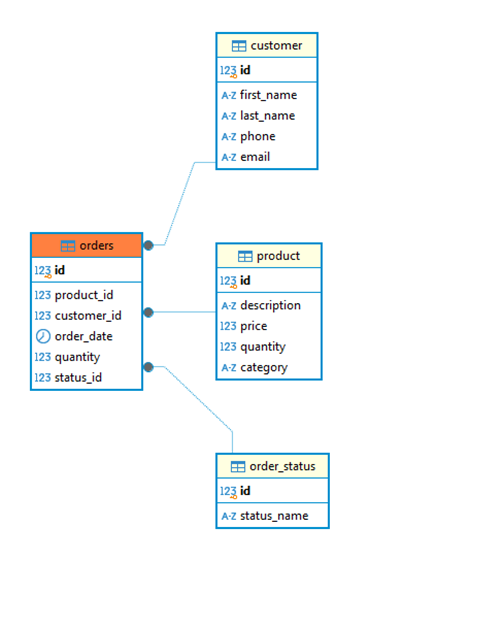 customer
123 id
A-Z first_name
A-Z last_name
A-Z phone
A-Z email
orders
123 id
123 product_id
123 customer_id
order_date
123 quantity
123 status_id
product
123 id
A-Z description
123 price
123 quantity
A-Z category
order_status
123 id
A-Z status_name